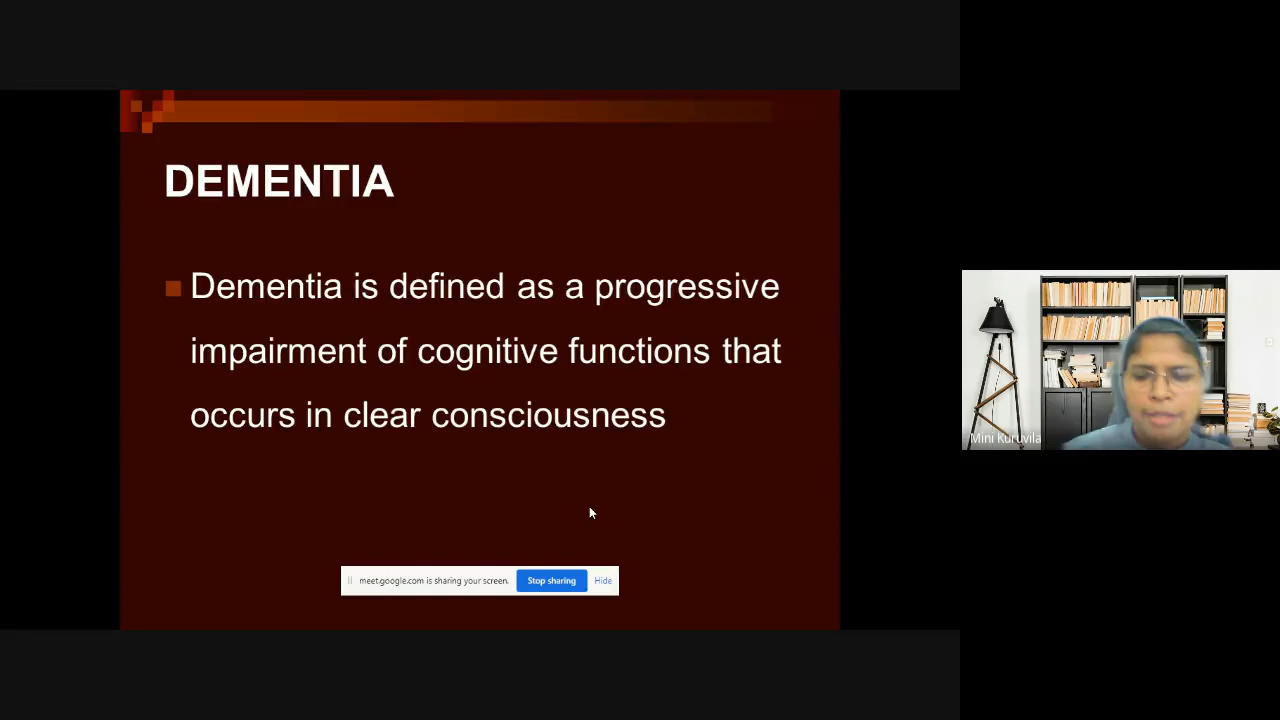 DEMENTIA
Dementia is defined as a progressive
impairment of cognitive functions that
occurs in clear consciousness
meet.google.com is sharing your screen. Stop sharing Hide
Mini Kuruvila